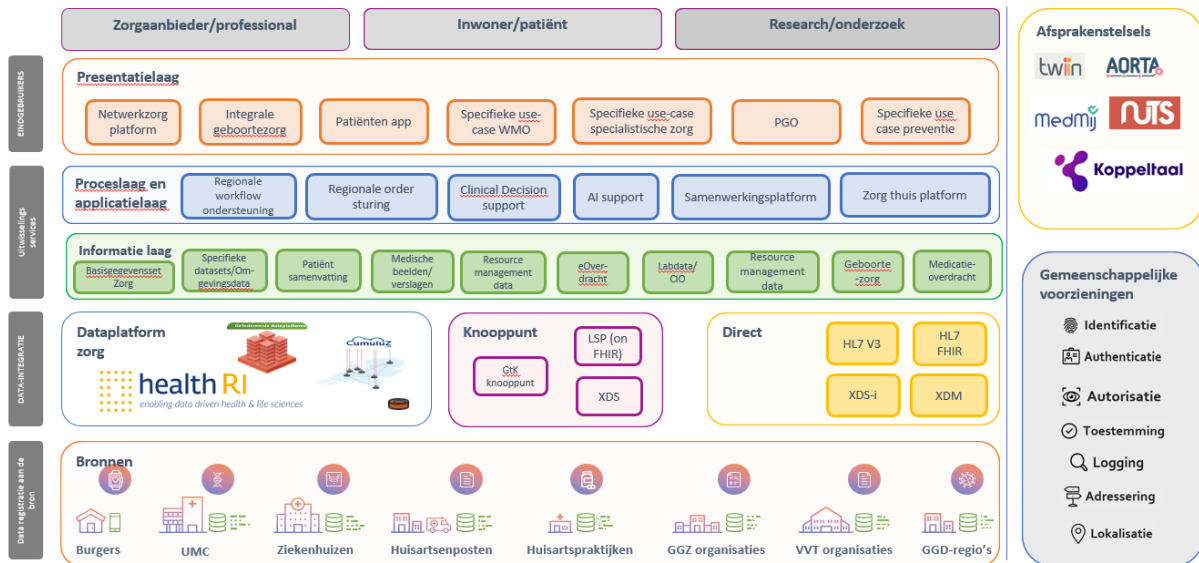 Zorgaanbieder/professional
Inwoner/patiënt
Research/onderzoek
EINDGEBRUIKERS
Presentatielaag
Netwerkzorg
platform
Integrale
geboortezorg
Patiënten app
Specifieke use-
case WMO
Specifieke use-case
specialistische zorg
PGO
Specifieke use
case preventie
Uitwisselings
services
Proceslaag en
applicatielaag
Regionale
workflow
ondersteuning
Regionale order
sturing
Clinical Decision
support
AI support
Samenwerkingsplatform
Zorg thuis platform
Informatie laag
Basisgegevensset
Zorg
Specifieke
datasets/Om-
gevingsdata
Patiënt
samenvatting
Medische
beelden/
verslagen
Resource
management
data
eOver-
dracht
Labdata/
CIO
Resource
management
data
Geboorte
-zorg
Medicatie-
overdracht
DATA-INTEGRATIE
Dataplatform
zorg
Cumuluz
health RI
enabling data driven health & life sciences
Knooppunt
GtK
knooppunt
LSP (on
FHIR)
XDS
Direct
HL7 V3
HL7
FHIR
XDS-i
XDM
Data registratie aan de
bron
Bronnen
Burgers
UMC
Ziekenhuizen
Huisartsenposten
Huisartspraktijken
GGZ organisaties
VVT organisaties
GGD-regio's
Afsprakenstelsels
twiin
AORTA
medmij
nuts
Koppeltaal
Gemeenschappelijke
voorzieningen
Identificatie
Authenticatie
Autorisatie
Toestemming
Logging
Adressering
Lokalisatie